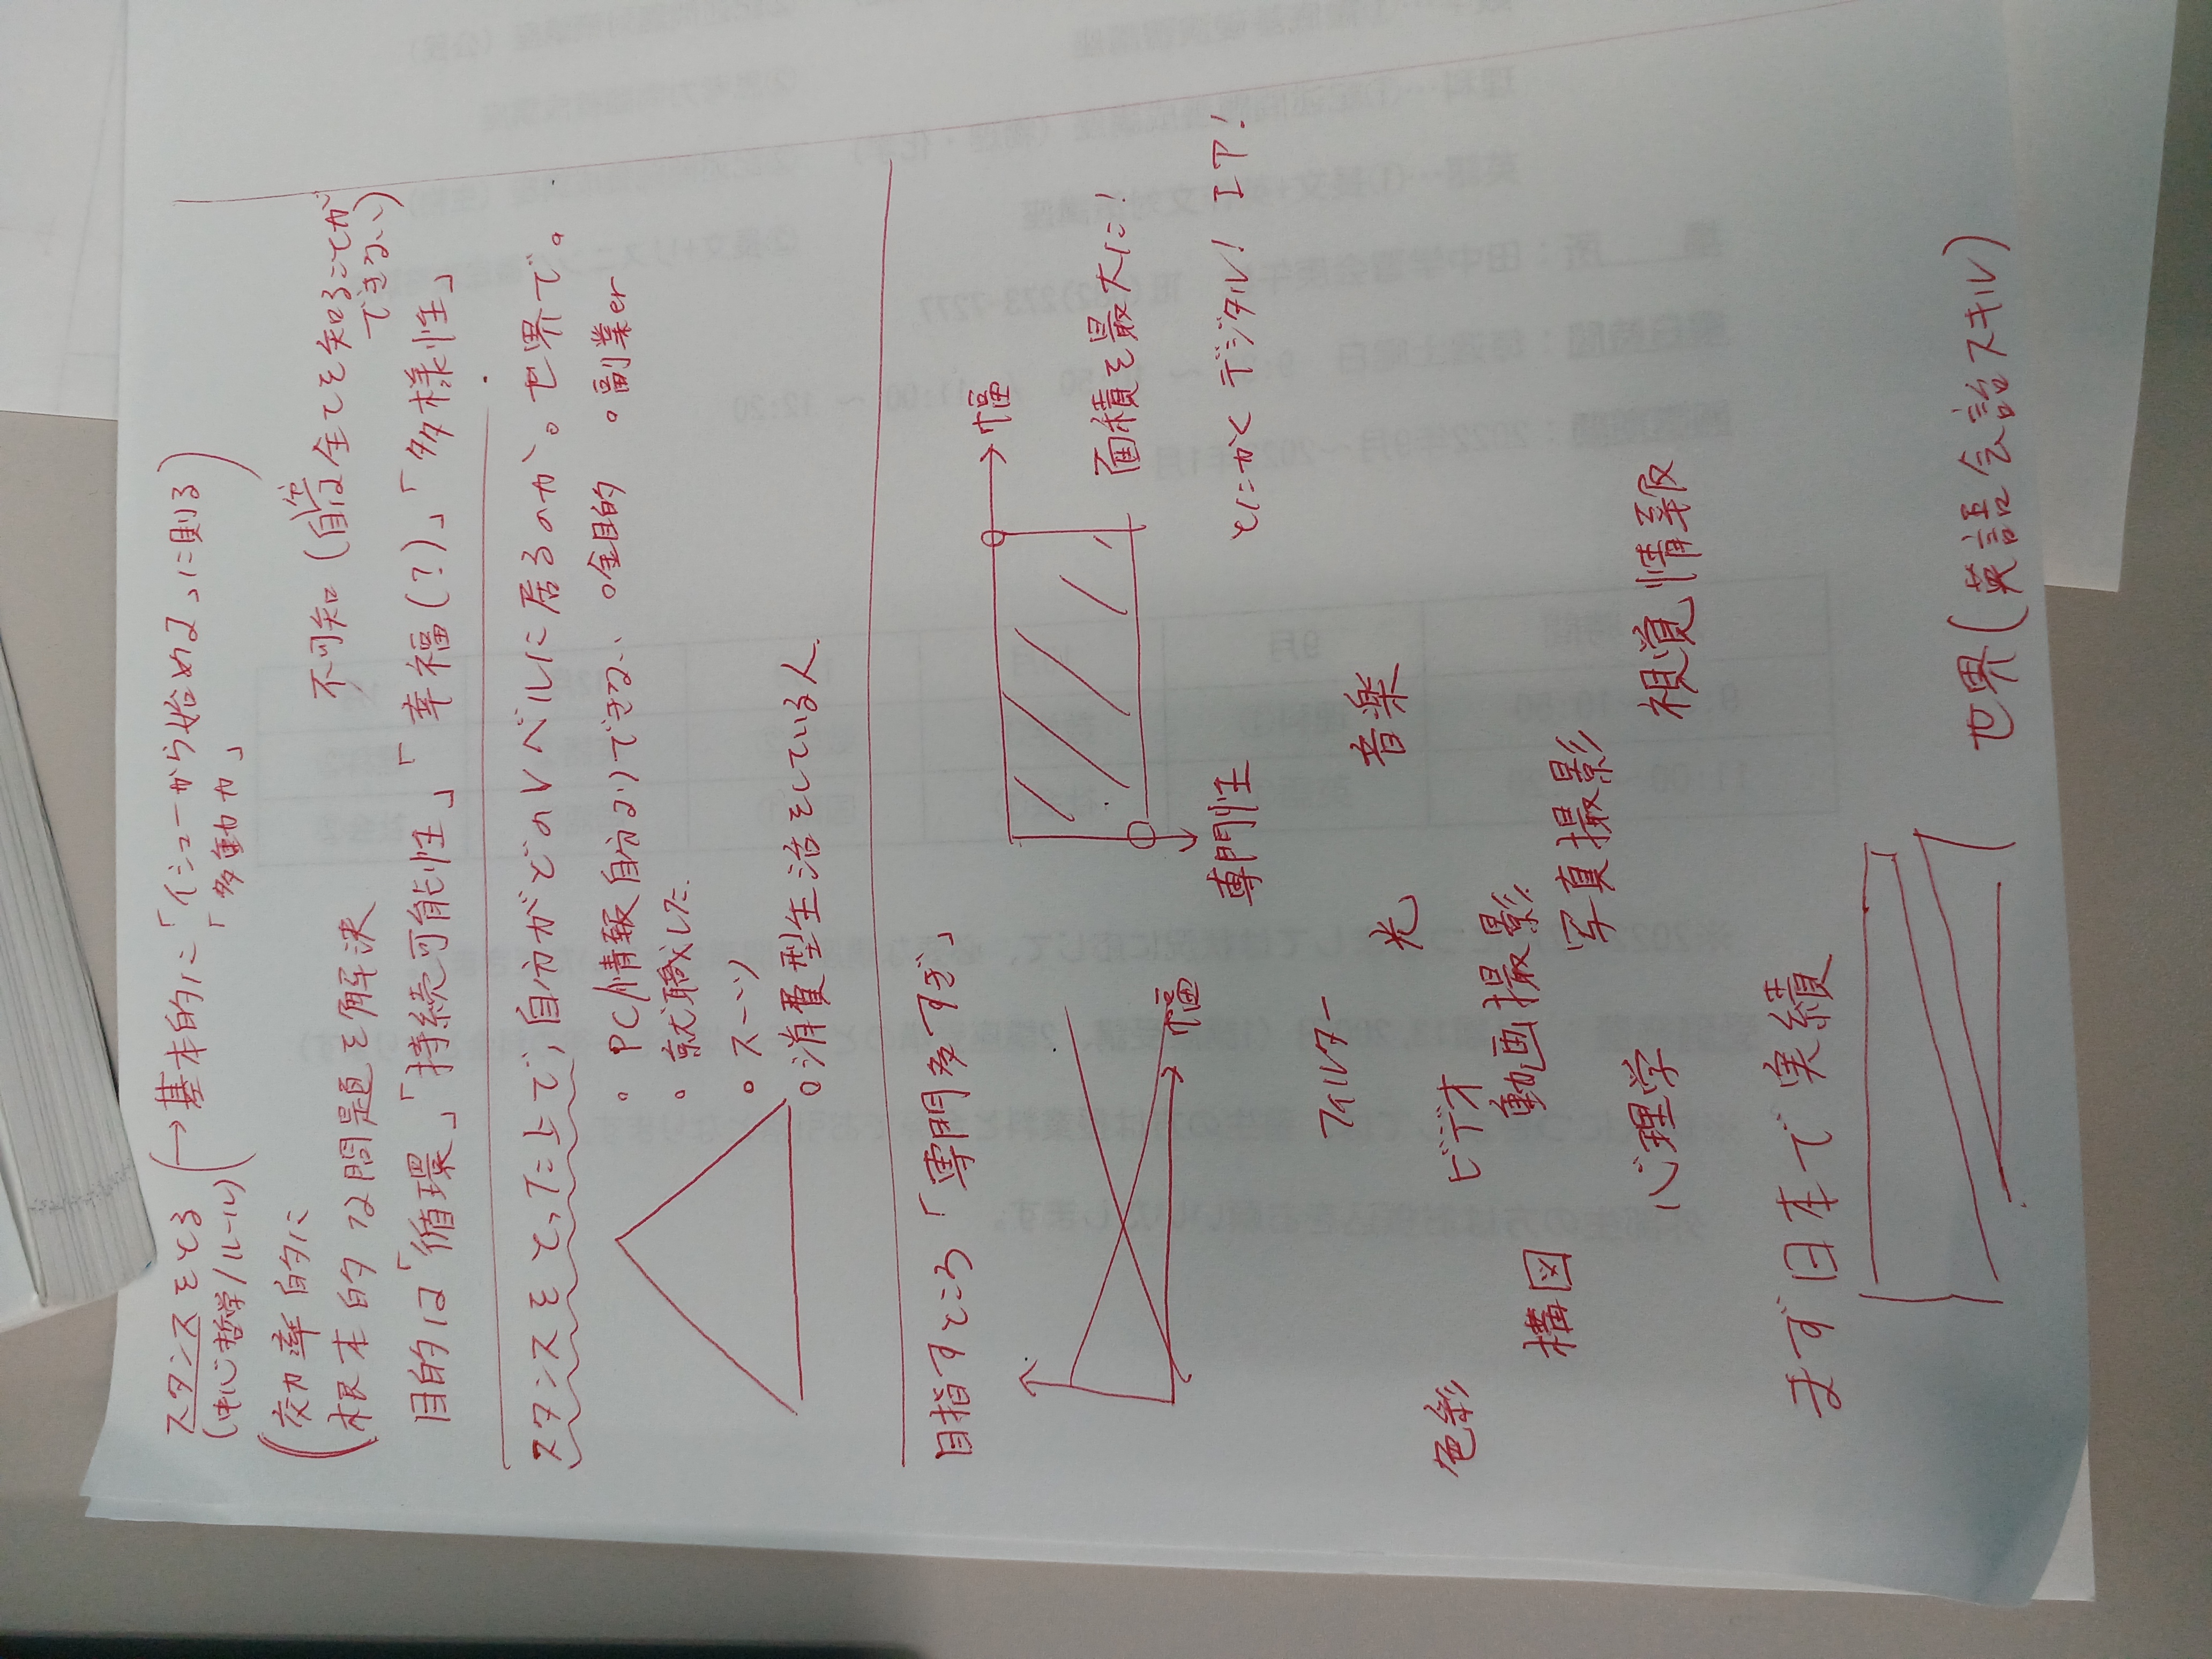 スタンスをとる (→基本的に「イシューから始めよ」に則る
(中心哲学/ルール) 「多動力」)
効率的に
不可知(自分は全てを知ることが
根本的な問題を解決 できない)
目的は「循環」「持続可能性」「幸福(?)」「多様性」
スタンスをとった上で,自分がどのレベルに居るのか。世界で。
・PC/情報 自分よりできない ・金目的 ・副業er
・就職した.
・スーツ
・消費型生活をしている人.
目指すところ「専門多すぎ」
幅
幅
面積を最大に!
専門性
とにかくデジタル! エア!
フィルター
光
音楽
色彩
ビデオ
動画撮影
構図
写真撮影
心理学
視覚情報
まず日本で実績
世界(英語会話スキル)